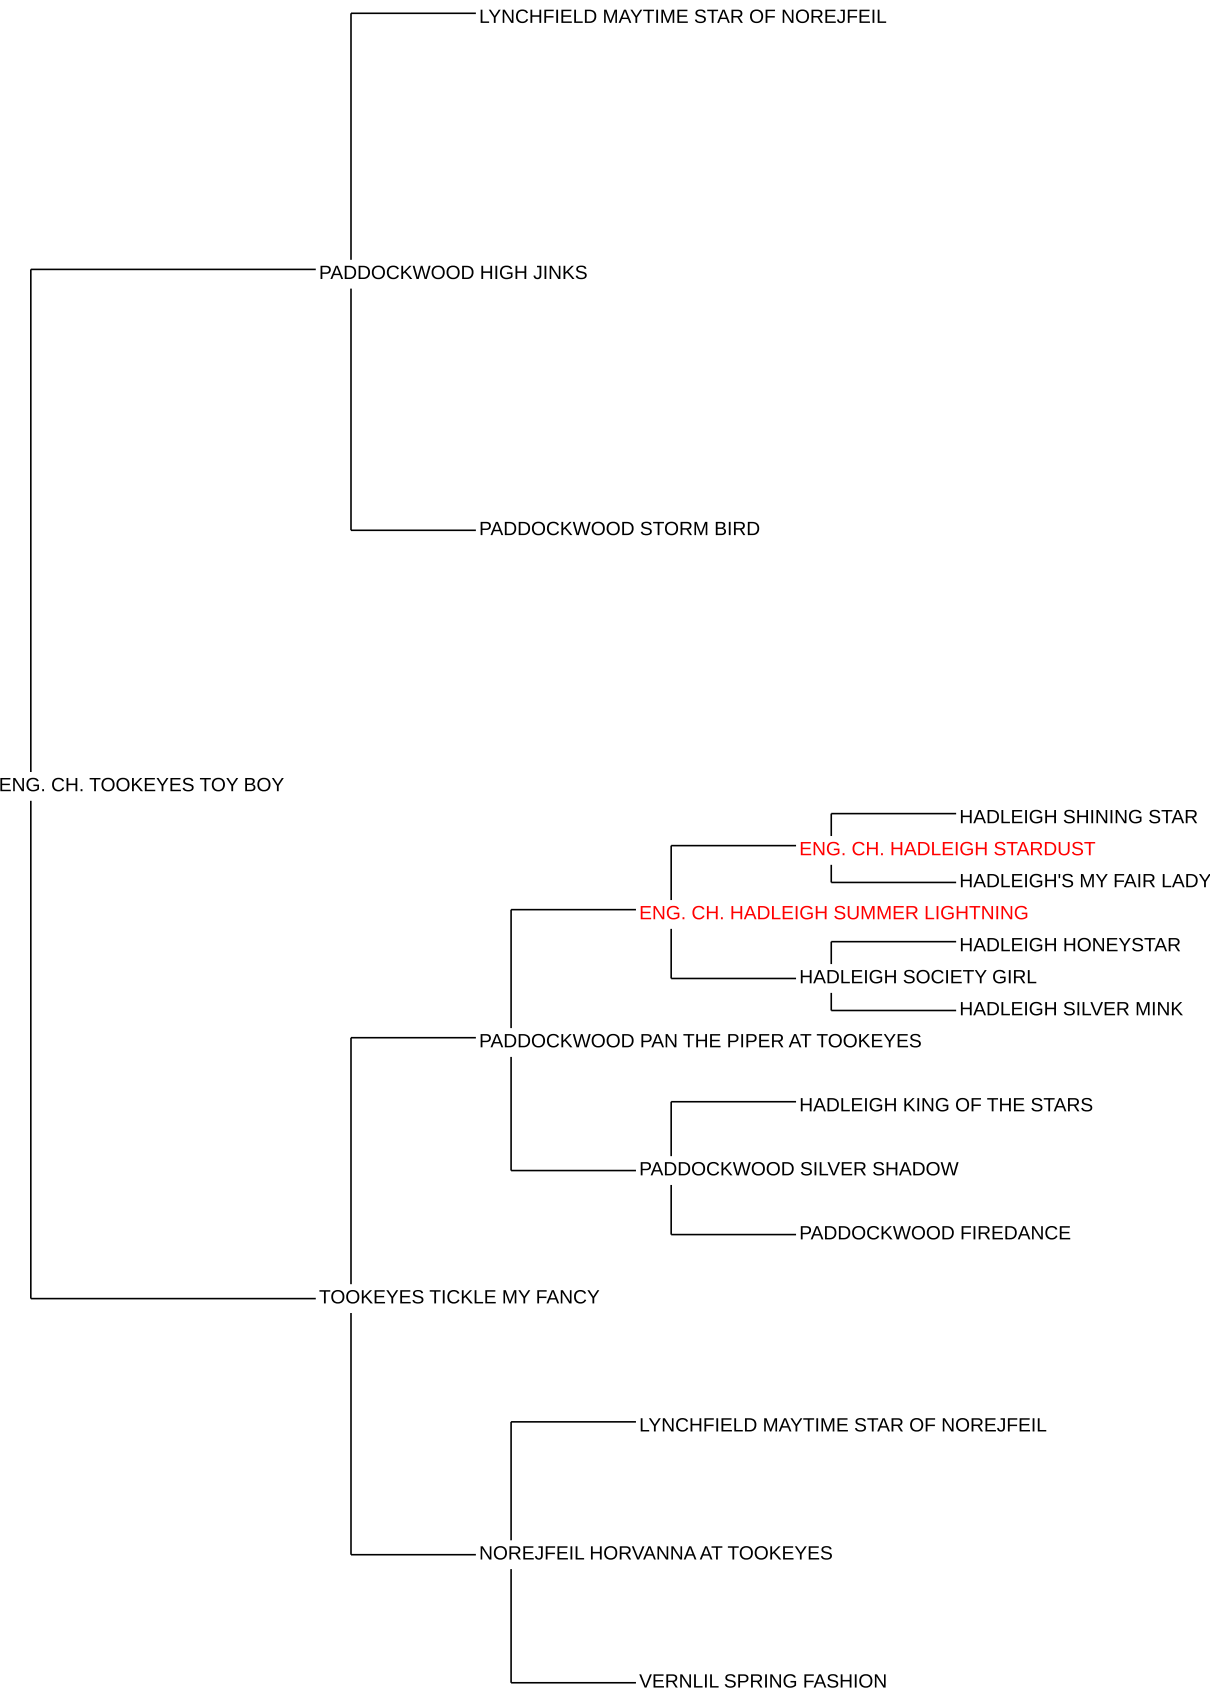 LYNCHFIELD MAYTIME STAR OF NOREJFEIL
PADDOCKWOOD HIGH JINKS
PADDOCKWOOD STORM BIRD
ENG. CH. TOOKEYES TOY BOY
HADLEIGH SHINING STAR
ENG. CH. HADLEIGH STARDUST
HADLEIGH'S MY FAIR LADY
ENG. CH. HADLEIGH SUMMER LIGHTNING
HADLEIGH HONEYSTAR
HADLEIGH SOCIETY GIRL
HADLEIGH SILVER MINK
PADDOCKWOOD PAN THE PIPER AT TOOKEYES
HADLEIGH KING OF THE STARS
PADDOCKWOOD SILVER SHADOW
PADDOCKWOOD FIREDANCE
TOOKEYES TICKLE MY FANCY
LYNCHFIELD MAYTIME STAR OF NOREJFEIL
NOREJFEIL HORVANNA AT TOOKEYES
VERNLIL SPRING FASHION